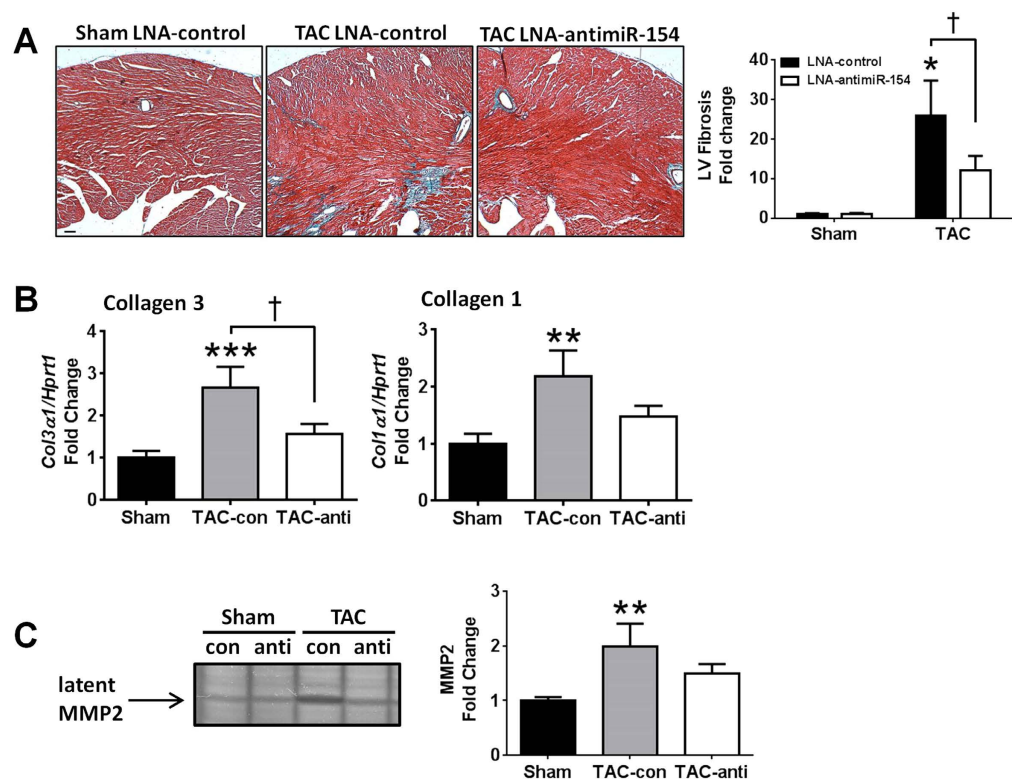 A
Sham LNA-control
TAC LNA-control
TAC LNA-antimiR-154
LV Fibrosis
Fold change
40
30
20
10
0
*
†
LNA-control
LNA-antimiR-154
Sham
TAC
B
Collagen 3
Col3α1/Hprt1
Fold Change
4
3
2
1
0
***
†
Sham
TAC-con
TAC-anti
Collagen 1
Col1α1/Hprt1
Fold Change
3
2
1
0
**
Sham
TAC-con
TAC-anti
C
Sham
TAC
con
anti
con
anti
latent
MMP2
MMP2
Fold Change
3
2
1
0
**
Sham
TAC-con
TAC-anti